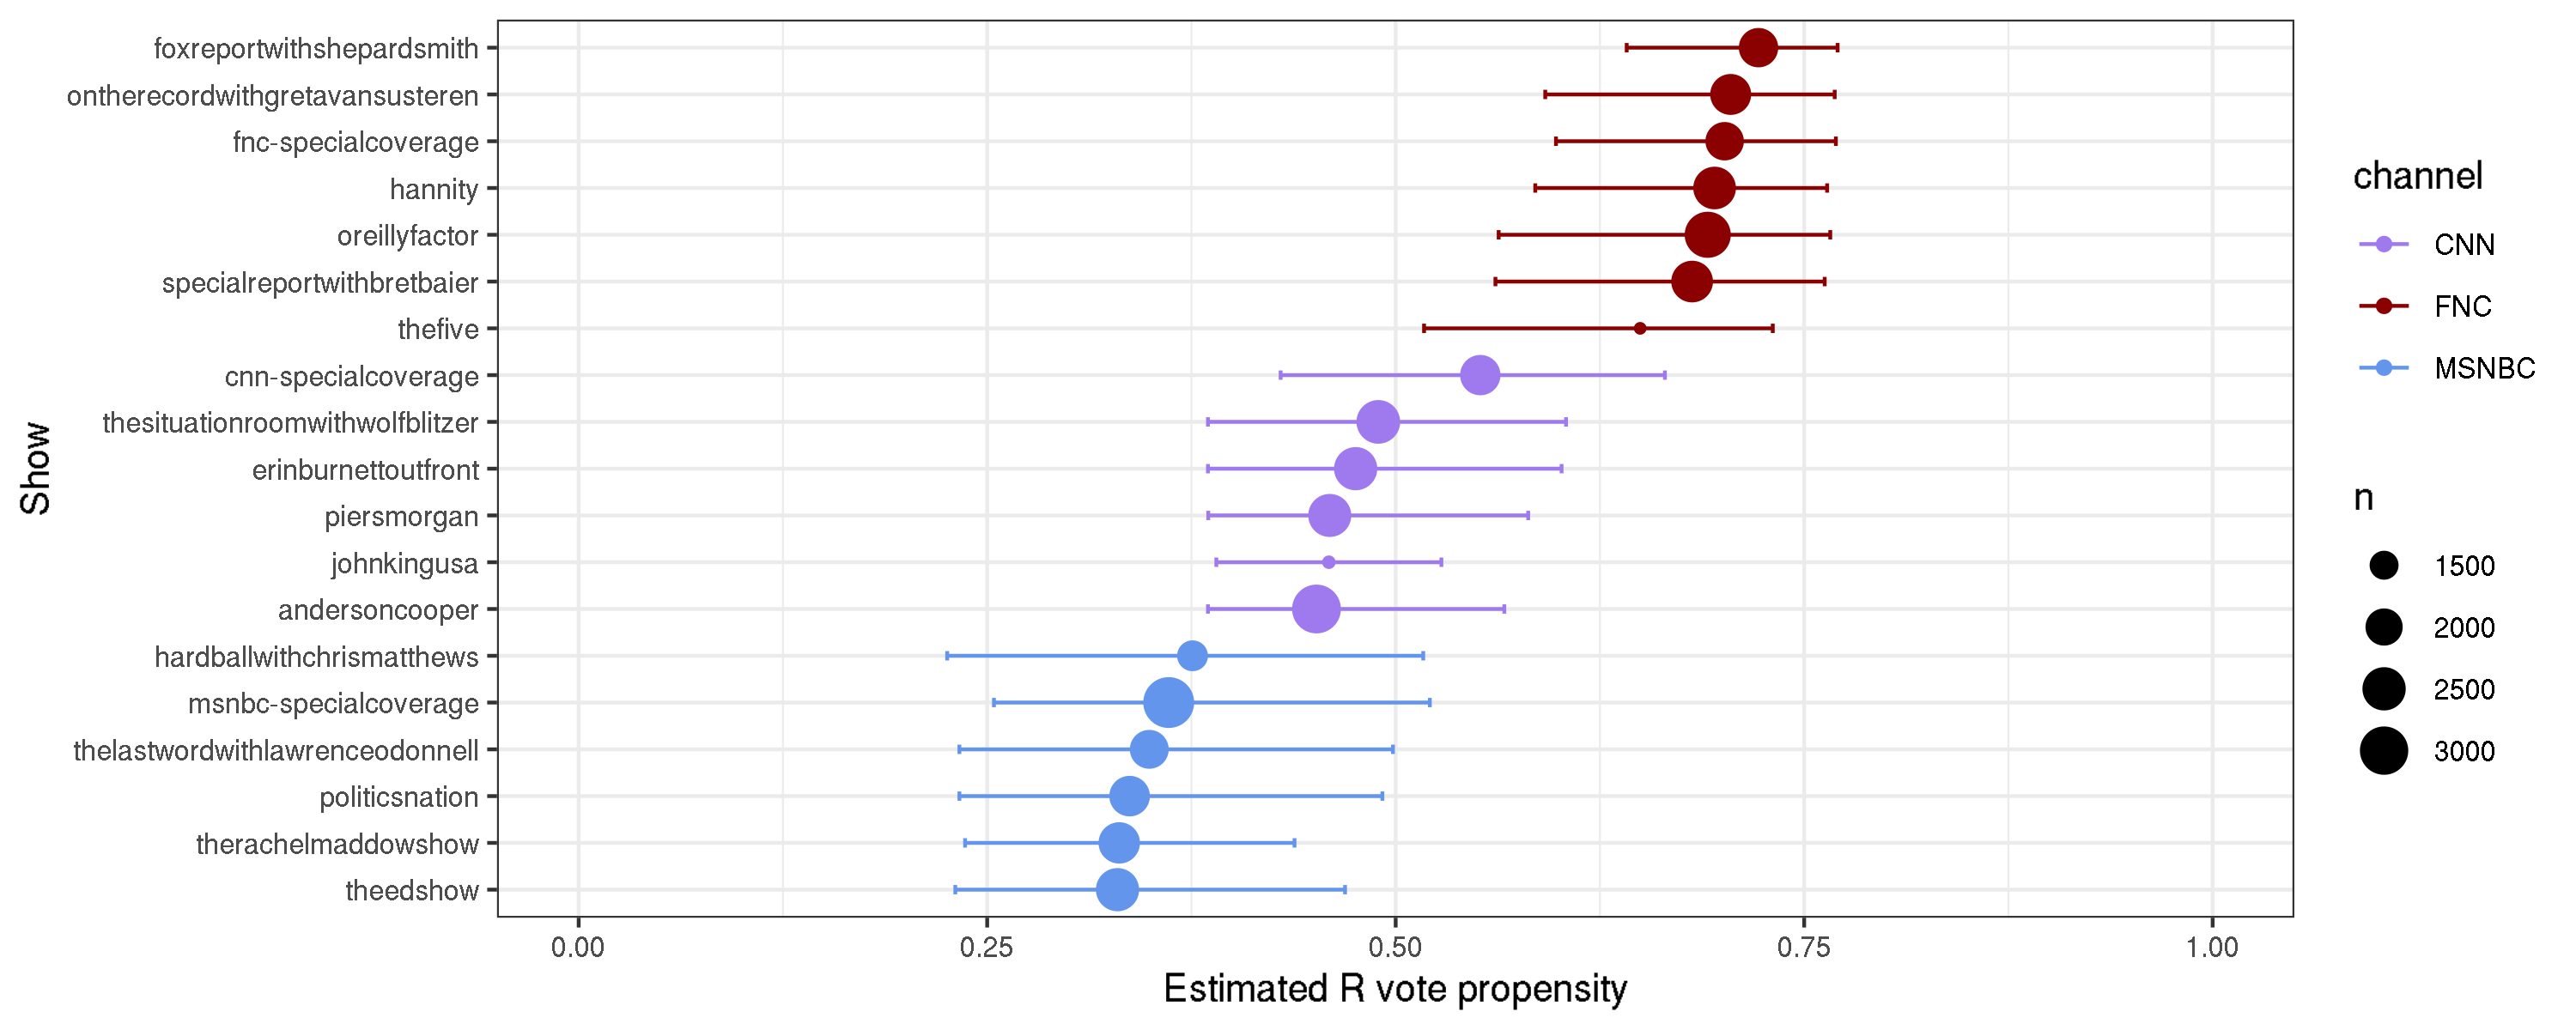 foxreportwithshepardsmith
ontherecordwithgretavansusteren
fnc-specialcoverage
hannity
oreillyfactor
specialreportwithbretbaier
thefive
cnn-specialcoverage
thesituationroomwithwolfblitzer
erinburnettoutfront
piersmorgan
johnkingusa
andersoncooper
hardballwithchrismatthews
msnbc-specialcoverage
thelastwordwithlawrenceodonnell
politicsnation
therachelmaddowshow
theedshow
Show
0.00 0.25 0.50 0.75 1.00
Estimated R vote propensity
channel
CNN
FNC
MSNBC
n
1500
2000
2500
3000